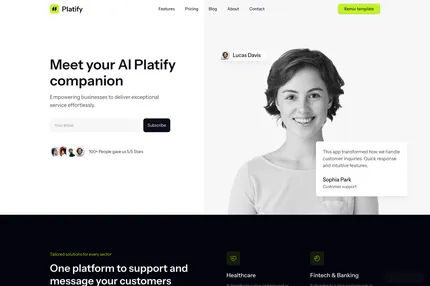 Platify
Features
Pricing
Blog
About
Contact
Remix template
Meet your AI Platify
companion
Empowering businesses to deliver exceptional
service effortlessly.
Your email
Subscribe
100+ People gave us 5/5 Stars
Lucas Davis
This app transformed how we handle
customer inquiries. Quick response
and intuitive features.
Sophia Park
Customer support
Tailored solutions for every sector
One platform to support and
message your customers
Healthcare
Fintech & Banking